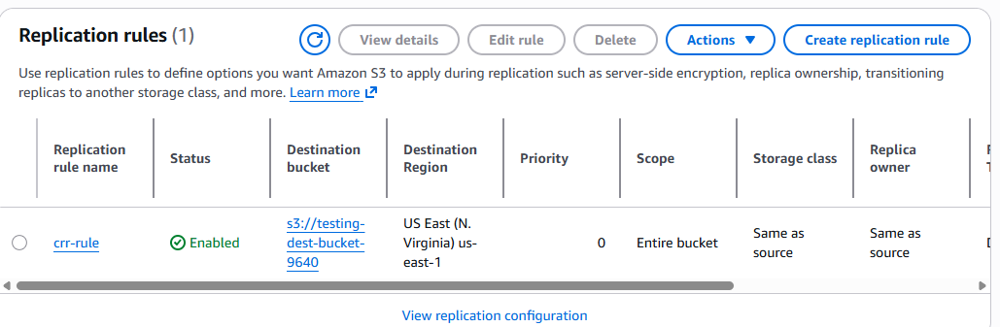 Replication rules (1)
View details
Edit rule
Delete
Actions
Create replication rule
Use replication rules to define options you want Amazon S3 to apply during replication such as server-side encryption, replica ownership, transitioning
replicas to another storage class, and more. Learn more
Replication
rule name
Status
Destination
bucket
Destination
Region
Priority
Scope
Storage class
Replica
owner
crr-rule
Enabled
s3://testing-
dest-bucket-
9640
US East (N.
Virginia) us-
east-1
0
Entire bucket
Same as
source
Same as
source
View replication configuration